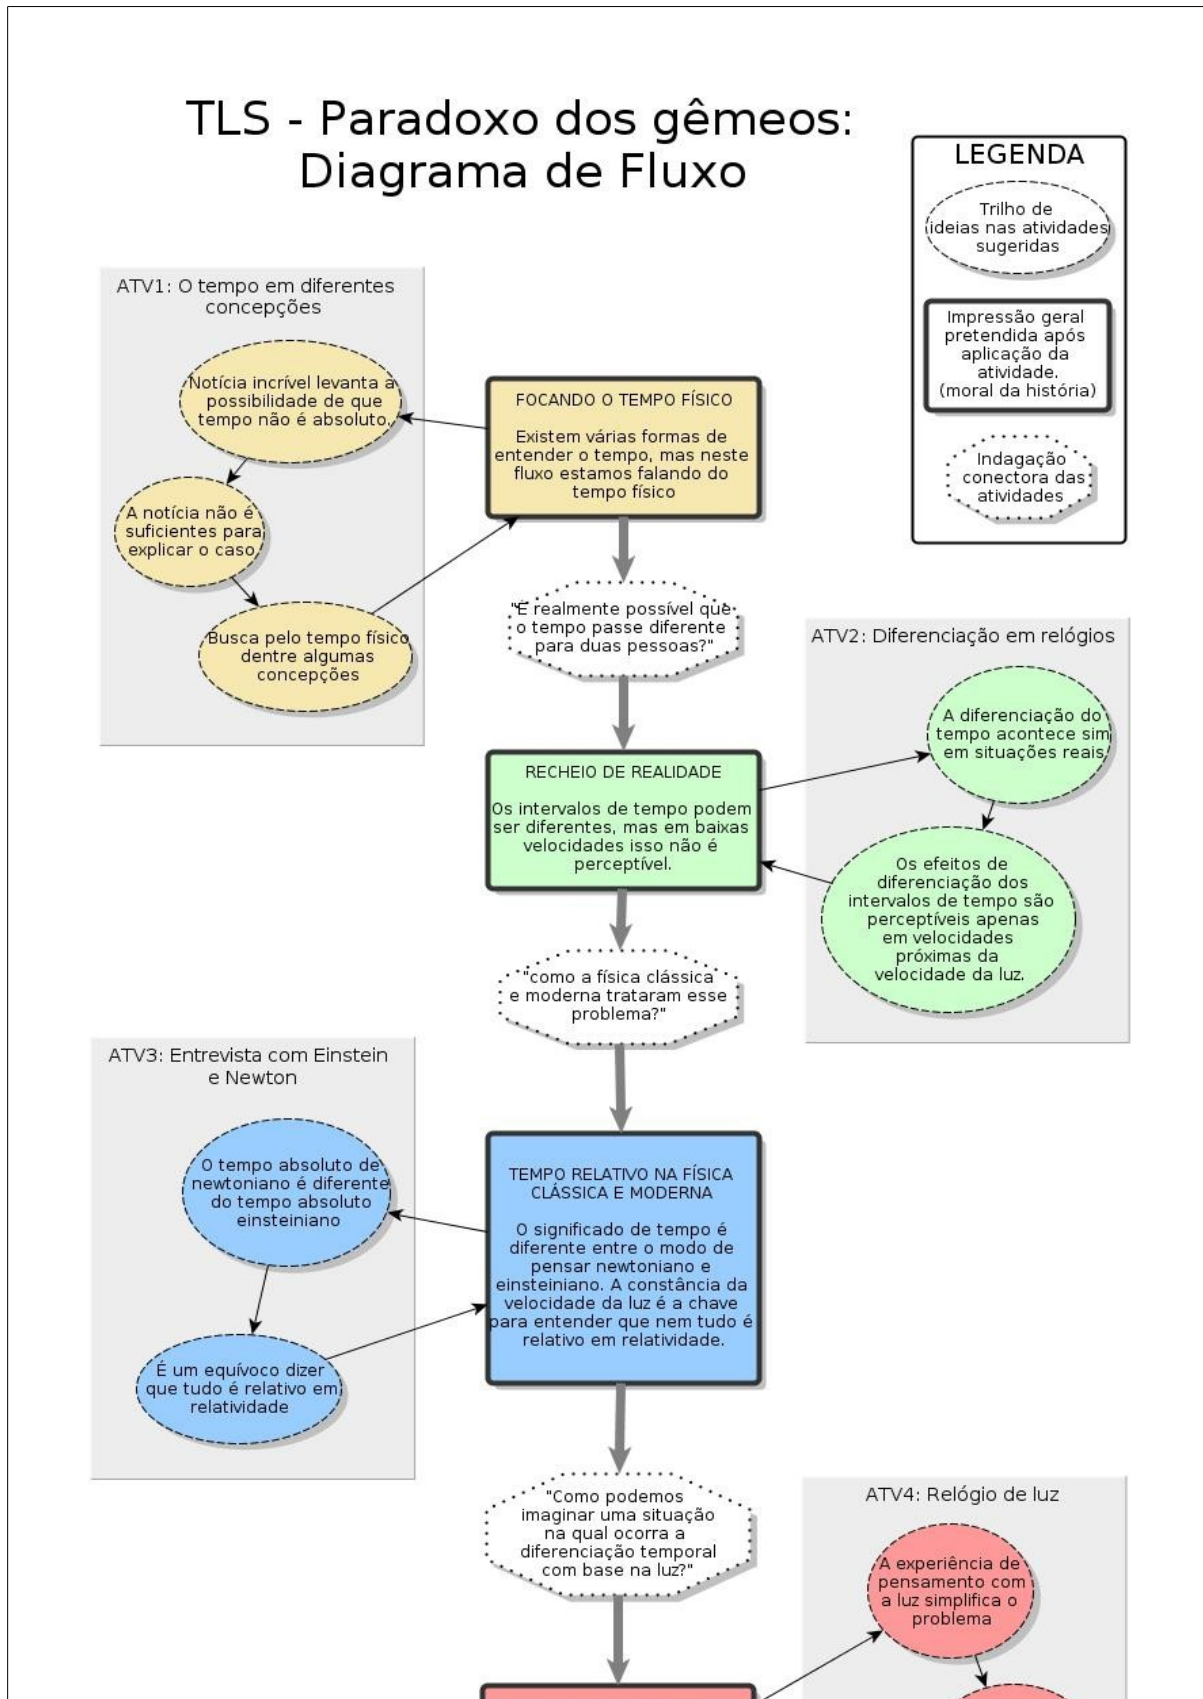 TLS - Paradoxo dos gêmeos:
Diagrama de Fluxo
LEGENDA
Trilho de
ideias nas atividades
sugeridas
Impressão geral
pretendida após
aplicação da
atividade.
(moral da história)
Indagação
conectora das
atividades
ATV1: O tempo em diferentes
concepções
Notícia incrível levanta a
possibilidade de que
tempo não é absoluto.
A notícia não é
suficientes para
explicar o caso
Busca pelo tempo físico
dentre algumas
concepções
FOCANDO O TEMPO FÍSICO
Existem várias formas de
entender o tempo, mas neste
fluxo estamos falando do
tempo físico
"É realmente possível que
o tempo passe diferente
para duas pessoas?"
ATV2: Diferenciação em relógios
A diferenciação do
tempo acontece sim
em situações reais
Os efeitos de
diferenciação dos
intervalos de tempo são
perceptíveis apenas
em velocidades
próximas da
velocidade da luz.
RECHEIO DE REALIDADE
Os intervalos de tempo podem
ser diferentes, mas em baixas
velocidades isso não é
perceptível.
"como a física clássica
e moderna trataram esse
problema?"
ATV3: Entrevista com Einstein
e Newton
O tempo absoluto de
newtoniano é diferente
do tempo absoluto
einsteiniano
É um equívoco dizer
que tudo é relativo em
relatividade
TEMPO RELATIVO NA FÍSICA
CLÁSSICA E MODERNA
O significado de tempo é
diferente entre o modo de
pensar newtoniano e
einsteiniano. A constância da
velocidade da luz é a chave
para entender que nem tudo é
relativo em relatividade.
"Como podemos
imaginar uma situação
na qual ocorra a
diferenciação temporal
com base na luz?"
ATV4: Relógio de luz
A experiência de
pensamento com
a luz simplifica o
problema